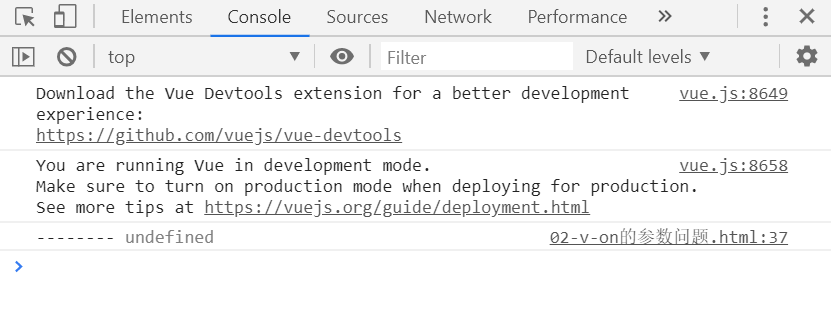 Elements Console Sources Network Performance
top Filter Default levels
Download the Vue Devtools extension for a better development vue.js:8649
experience:
https://github.com/vuejs/vue-devtools
You are running Vue in development mode. vue.js:8658
Make sure to turn on production mode when deploying for production.
See more tips at https://vuejs.org/guide/deployment.html
-------- undefined 02-v-on的参数问题.html:37